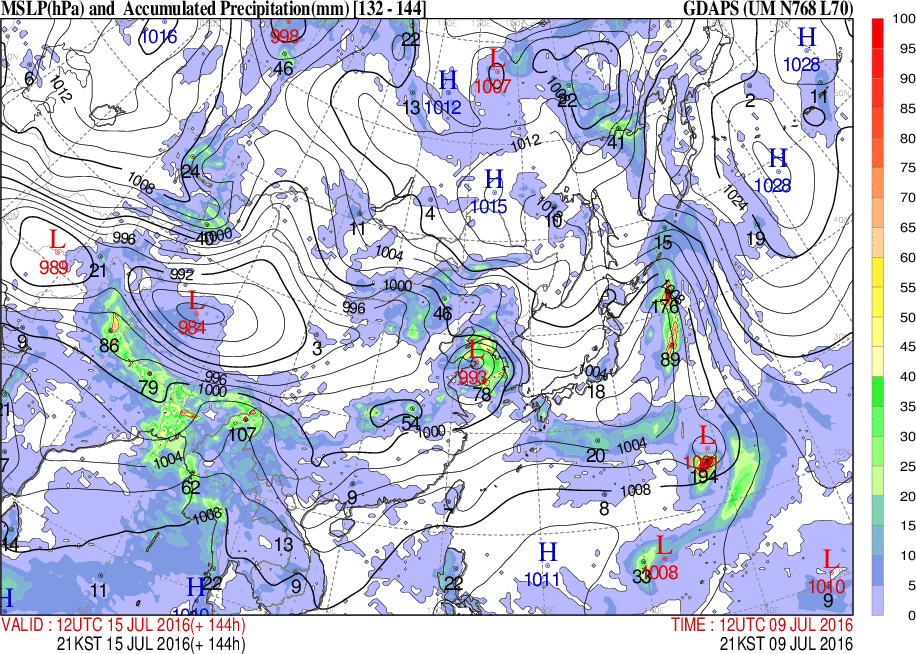 MSLP(hPa) and Accumulated Precipitation(mm) [132 - 144] GDAPS (UM N768 L70)
1016 998 22 H 1028 100
46 L 1007 95
6 1012 H 1012 13 1008 22 2 11 90
41 85
1012 80
24 1008 H 1015 H 1028 75
4 1024 70
11 10
996 40 1000 15 19 65
L 989 21 992 1004 60
L 984 996 1000 46 176 55
9 86 50
3 L 993 89 45
79 996 1000 78 1004 18 40
107 54 1000 35
1004 20 1004 L 30
62 194 25
1008 9 1008 8 20
14 13 15
11 H 22 9 22 H 1011 33 L 1008 L 1010 9 10
H 5
0
VALID : 12UTC 15 JUL 2016(+ 144h) TIME : 12UTC 09 JUL 2016
21KST 15 JUL 2016(+ 144h) 21KST 09 JUL 2016